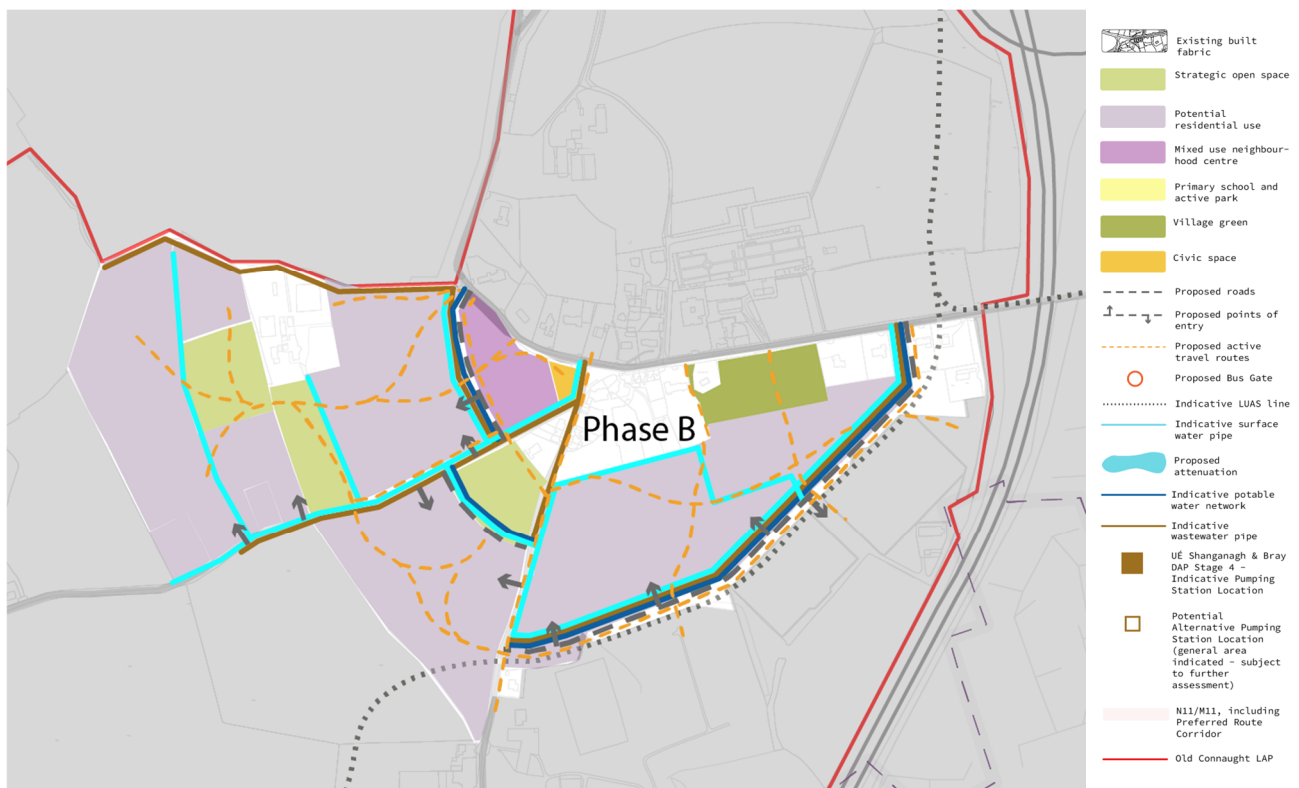 Phase B
Existing built
fabric
Strategic open space
Potential
residential use
Mixed use neighbour-
hood centre
Primary school and
active park
Village green
Civic space
Proposed roads
Proposed points of
entry
Proposed active
travel routes
Proposed Bus Gate
Indicative LUAS line
Indicative surface
water pipe
Proposed
attenuation
Indicative potable
water network
Indicative
wastewater pipe
UÉ Shanganagh & Bray
DAP Stage 4 –
Indicative Pumping
Station Location
Potential
Alternative Pumping
Station Location
(general area
indicated – subject
to further
assessment)
N11/M11, including
Preferred Route
Corridor
Old Connaught LAP